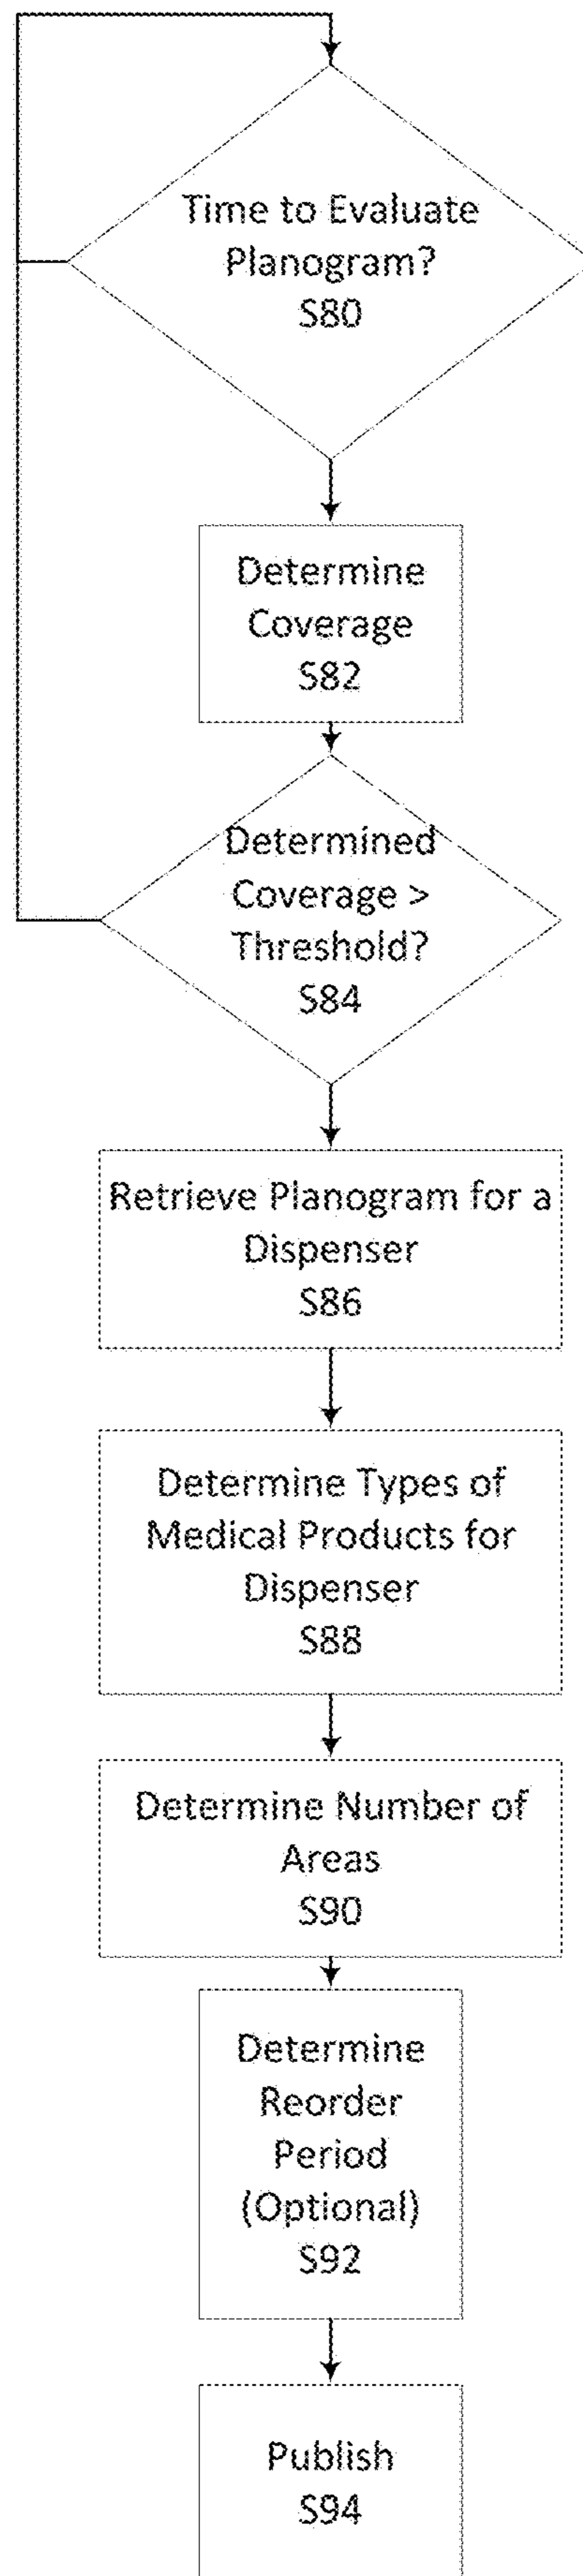 Time to Evaluate
Planogram?
S80
Determine
Coverage
S82
Determined
Coverage >
Threshold?
S84
Retrieve Planogram for a
Dispenser
S86
Determine Types of
Medical Products for
Dispenser
S88
Determine Number of
Areas
S90
Determine
Reorder
Period
(Optional)
S92
Publish
S94